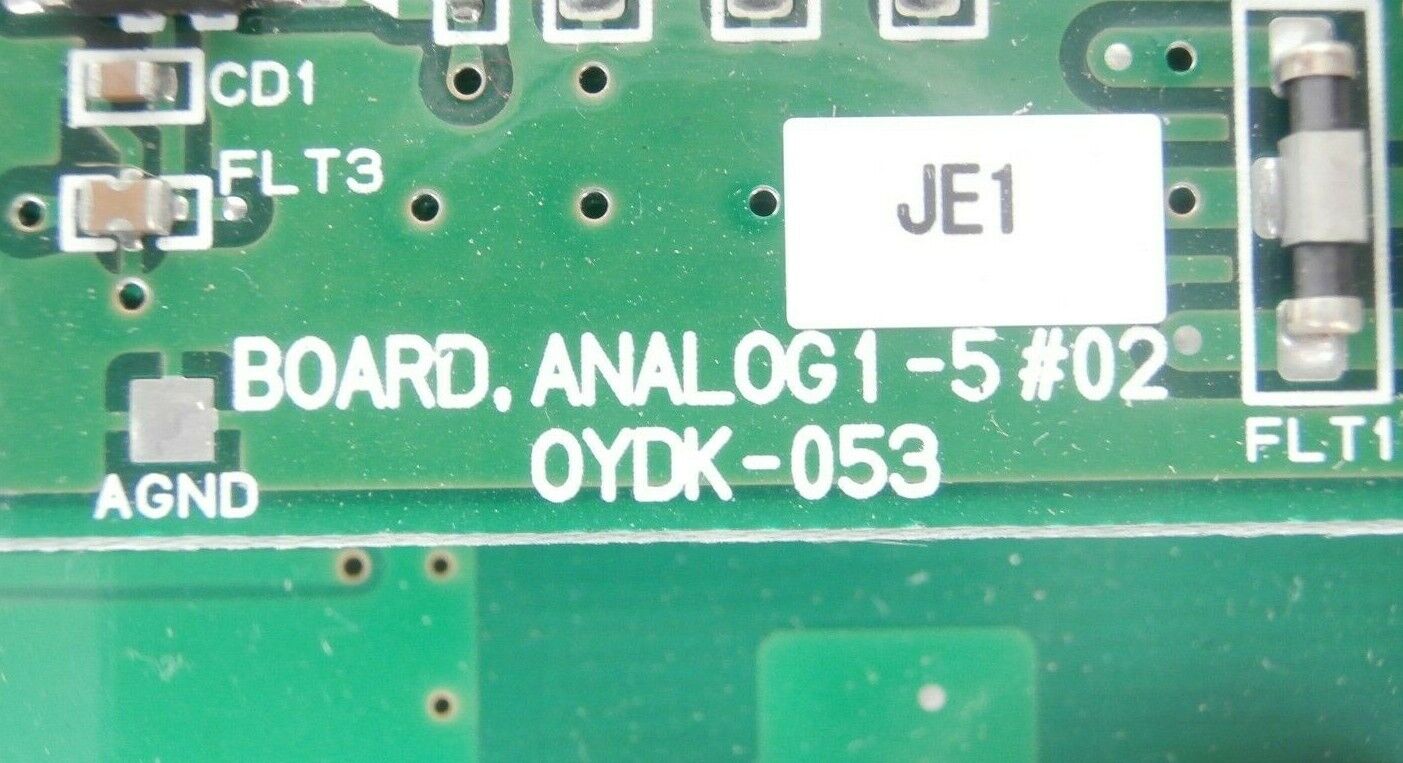 CD1
FLT3
JE1
BOARD, ANALOG1-5#02
0YDK-053
FLT1
AGND